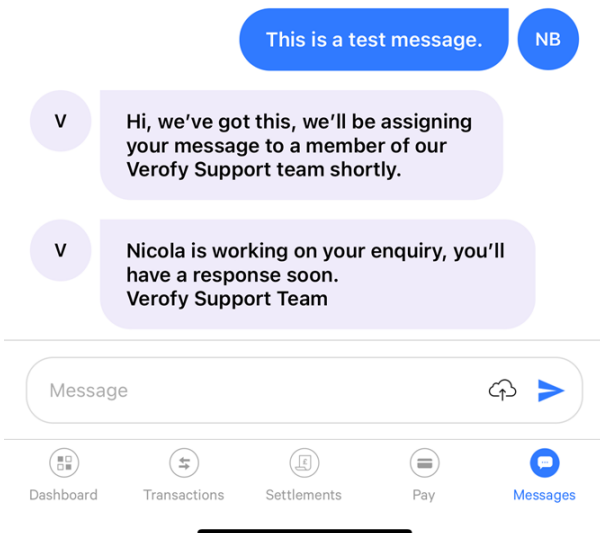 This is a test message.
NB
V
Hi, we’ve got this, we’ll be assigning
your message to a member of our
Verofy Support team shortly.
V
Nicola is working on your enquiry, you’ll
have a response soon.
Verofy Support Team
Message
Dashboard
Transactions
Settlements
Pay
Messages